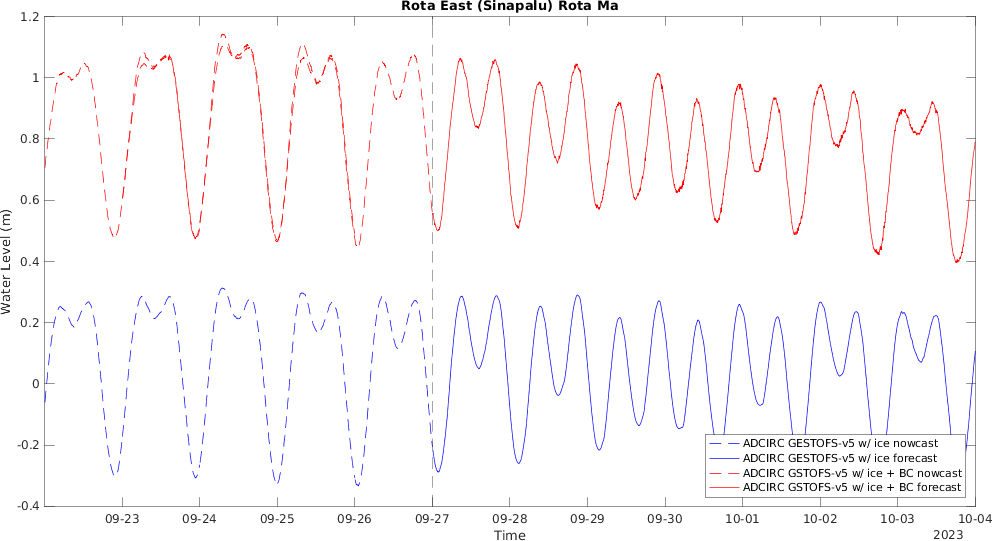 Rota East (Sinapalu) Rota Ma
1.2
1
0.8
0.6
0.4
0.2
0
-0.2
-0.4
Water Level (m)
ADCIRC GESTOFS-v5 w/ ice nowcast
ADCIRC GESTOFS-v5 w/ ice forecast
ADCIRC GSTOFS-v5 w/ ice + BC nowcast
ADCIRC GSTOFS-v5 w/ ice + BC forecast
09-23 09-24 09-25 09-26 09-27 09-28 09-29 09-30 10-01 10-02 10-03 10-04
Time
2023